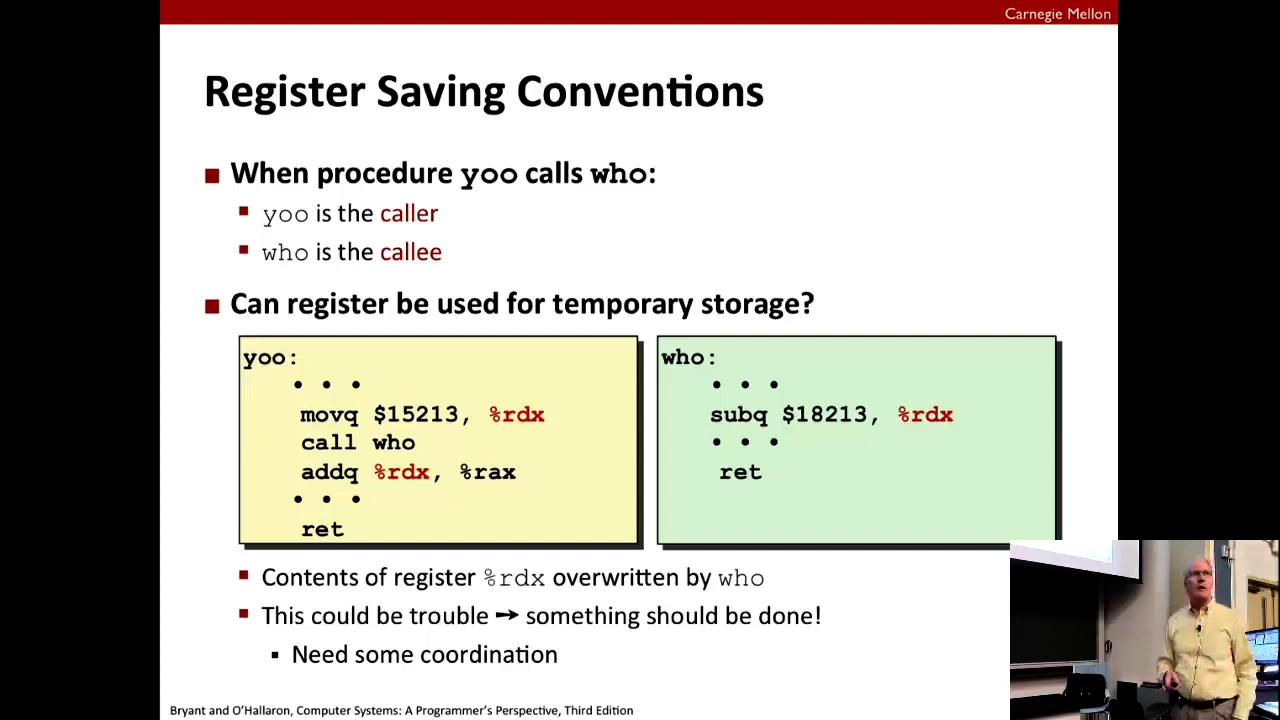 Carnegie Mellon
Register Saving Conventions
■ When procedure yoo calls who:
▪ yoo is the caller
▪ who is the callee
■ Can register be used for temporary storage?
yoo:
• • •
movq $15213, %rdx
call who
addq %rdx, %rax
• • •
ret
who:
• • •
subq $18213, %rdx
• • •
ret
▪ Contents of register %rdx overwritten by who
▪ This could be trouble ➙ something should be done!
▪ Need some coordination
Bryant and O'Hallaron, Computer Systems: A Programmer's Perspective, Third Edition